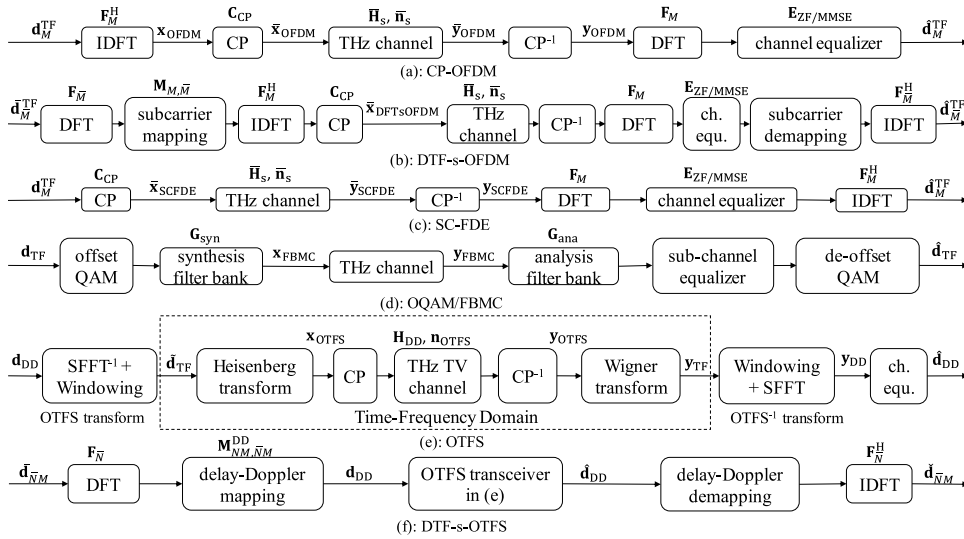 d_M^TF F_M^H x_OFDM C_CP x̄_OFDM H̄_s, n̄_s ȳ_OFDM y_OFDM F_M E_ZF/MMSE d̂_M^TF
IDFT CP THz channel CP⁻¹ DFT channel equalizer
(a): CP-OFDM
d̄_M̄^TF F_M̄ M_M,M̄ F_M^H C_CP x̄_DFTsOFDM H̄_s, n̄_s F_M E_ZF/MMSE F_M̄^H d̂_M̄^TF
DFT subcarrier mapping IDFT CP THz channel CP⁻¹ DFT ch. equ. subcarrier demapping IDFT
(b): DTF-s-OFDM
d_M^TF C_CP x̄_SCFDE H̄_s, n̄_s ȳ_SCFDE y_SCFDE F_M E_ZF/MMSE F_M^H d̂_M^TF
CP THz channel CP⁻¹ DFT channel equalizer IDFT
(c): SC-FDE
d_TF G_syn x_FBMC y_FBMC G_ana d̂_TF
offset QAM synthesis filter bank THz channel analysis filter bank sub-channel equalizer de-offset QAM
(d): OQAM/FBMC
d_DD d̃_TF x_OTFS H_DD, n_OTFS y_OTFS y_TF y_DD d̂_DD
SFFT⁻¹ + Windowing Heisenberg transform CP THz TV channel CP⁻¹ Wigner transform Windowing + SFFT ch. equ.
OTFS transform Time-Frequency Domain OTFS⁻¹ transform
(e): OTFS
d̄_N̄M F_N̄ M_NM,N̄M^DD d_DD d̂_DD F_N̄^H ď_N̄M
DFT delay-Doppler mapping OTFS transceiver in (e) delay-Doppler demapping IDFT
(f): DTF-s-OTFS